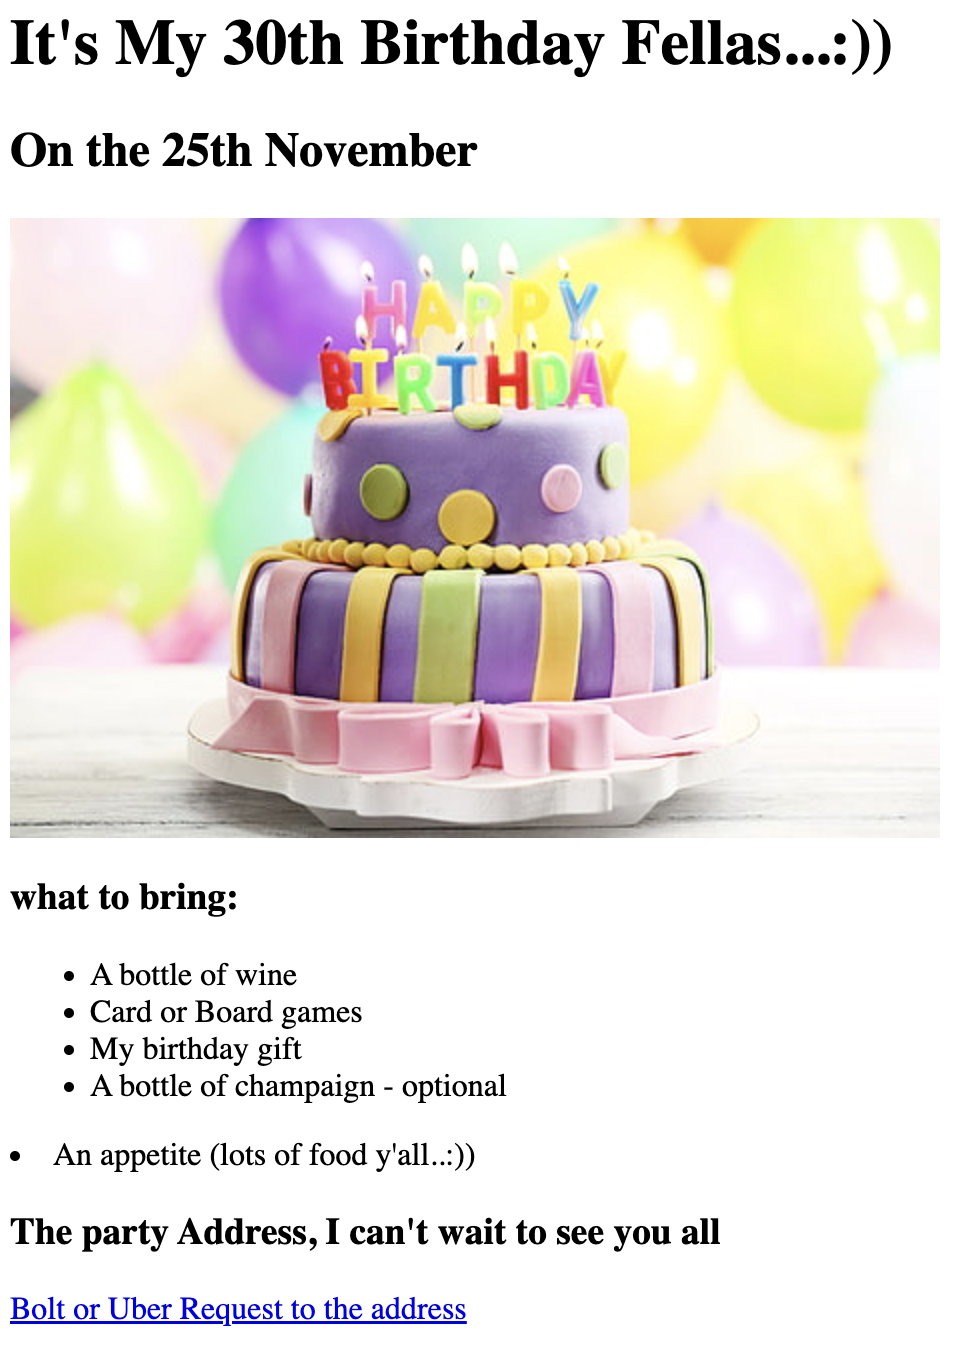 It's My 30th Birthday Fellas...:))
On the 25th November
HAPPY
BIRTHDAY
what to bring:
A bottle of wine
Card or Board games
My birthday gift
A bottle of champaign - optional
An appetite (lots of food y'all..:))
The party Address, I can't wait to see you all
Bolt or Uber Request to the address